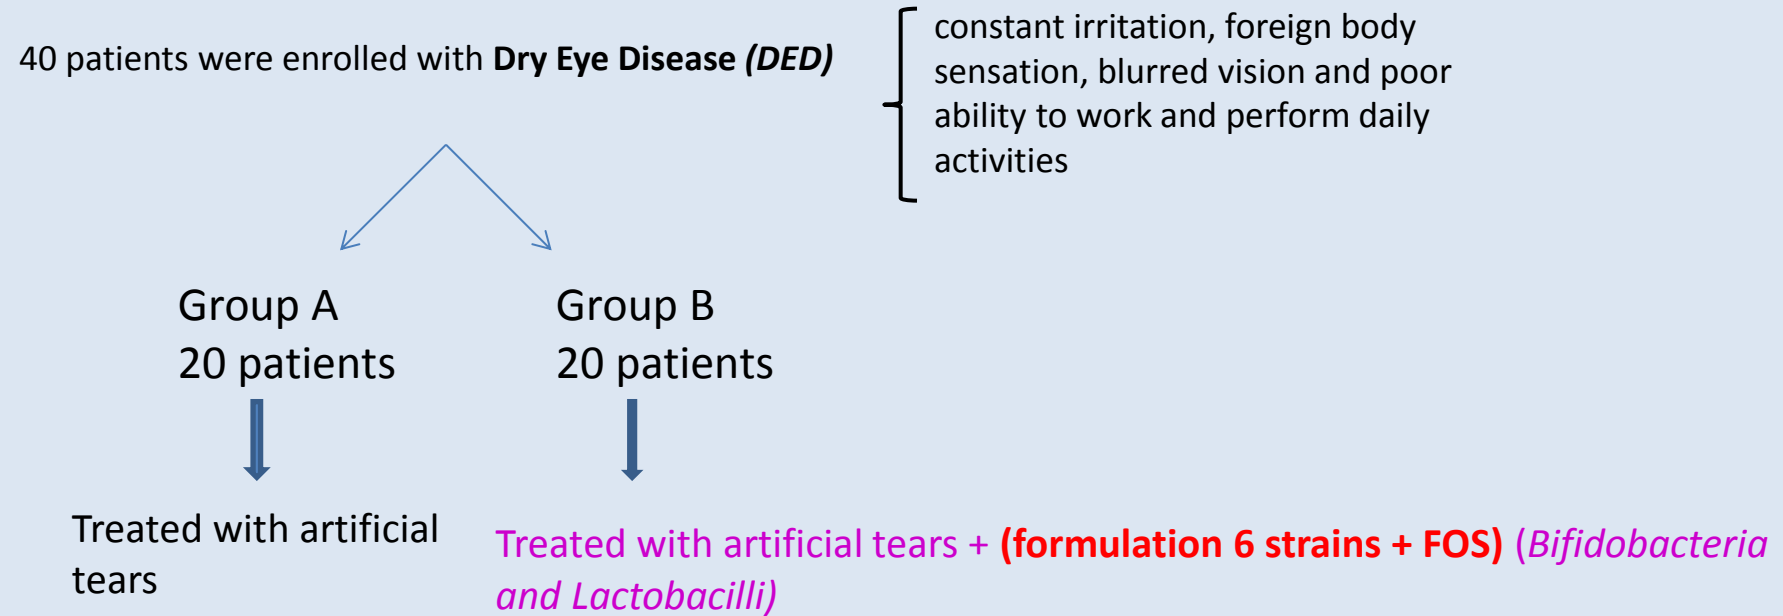 40 patients were enrolled with Dry Eye Disease (DED)
constant irritation, foreign body
sensation, blurred vision and poor
ability to work and perform daily
activities
Group A
20 patients
Group B
20 patients
Treated with artificial
tears
Treated with artificial tears + (formulation 6 strains + FOS) (Bifidobacteria
and Lactobacilli)